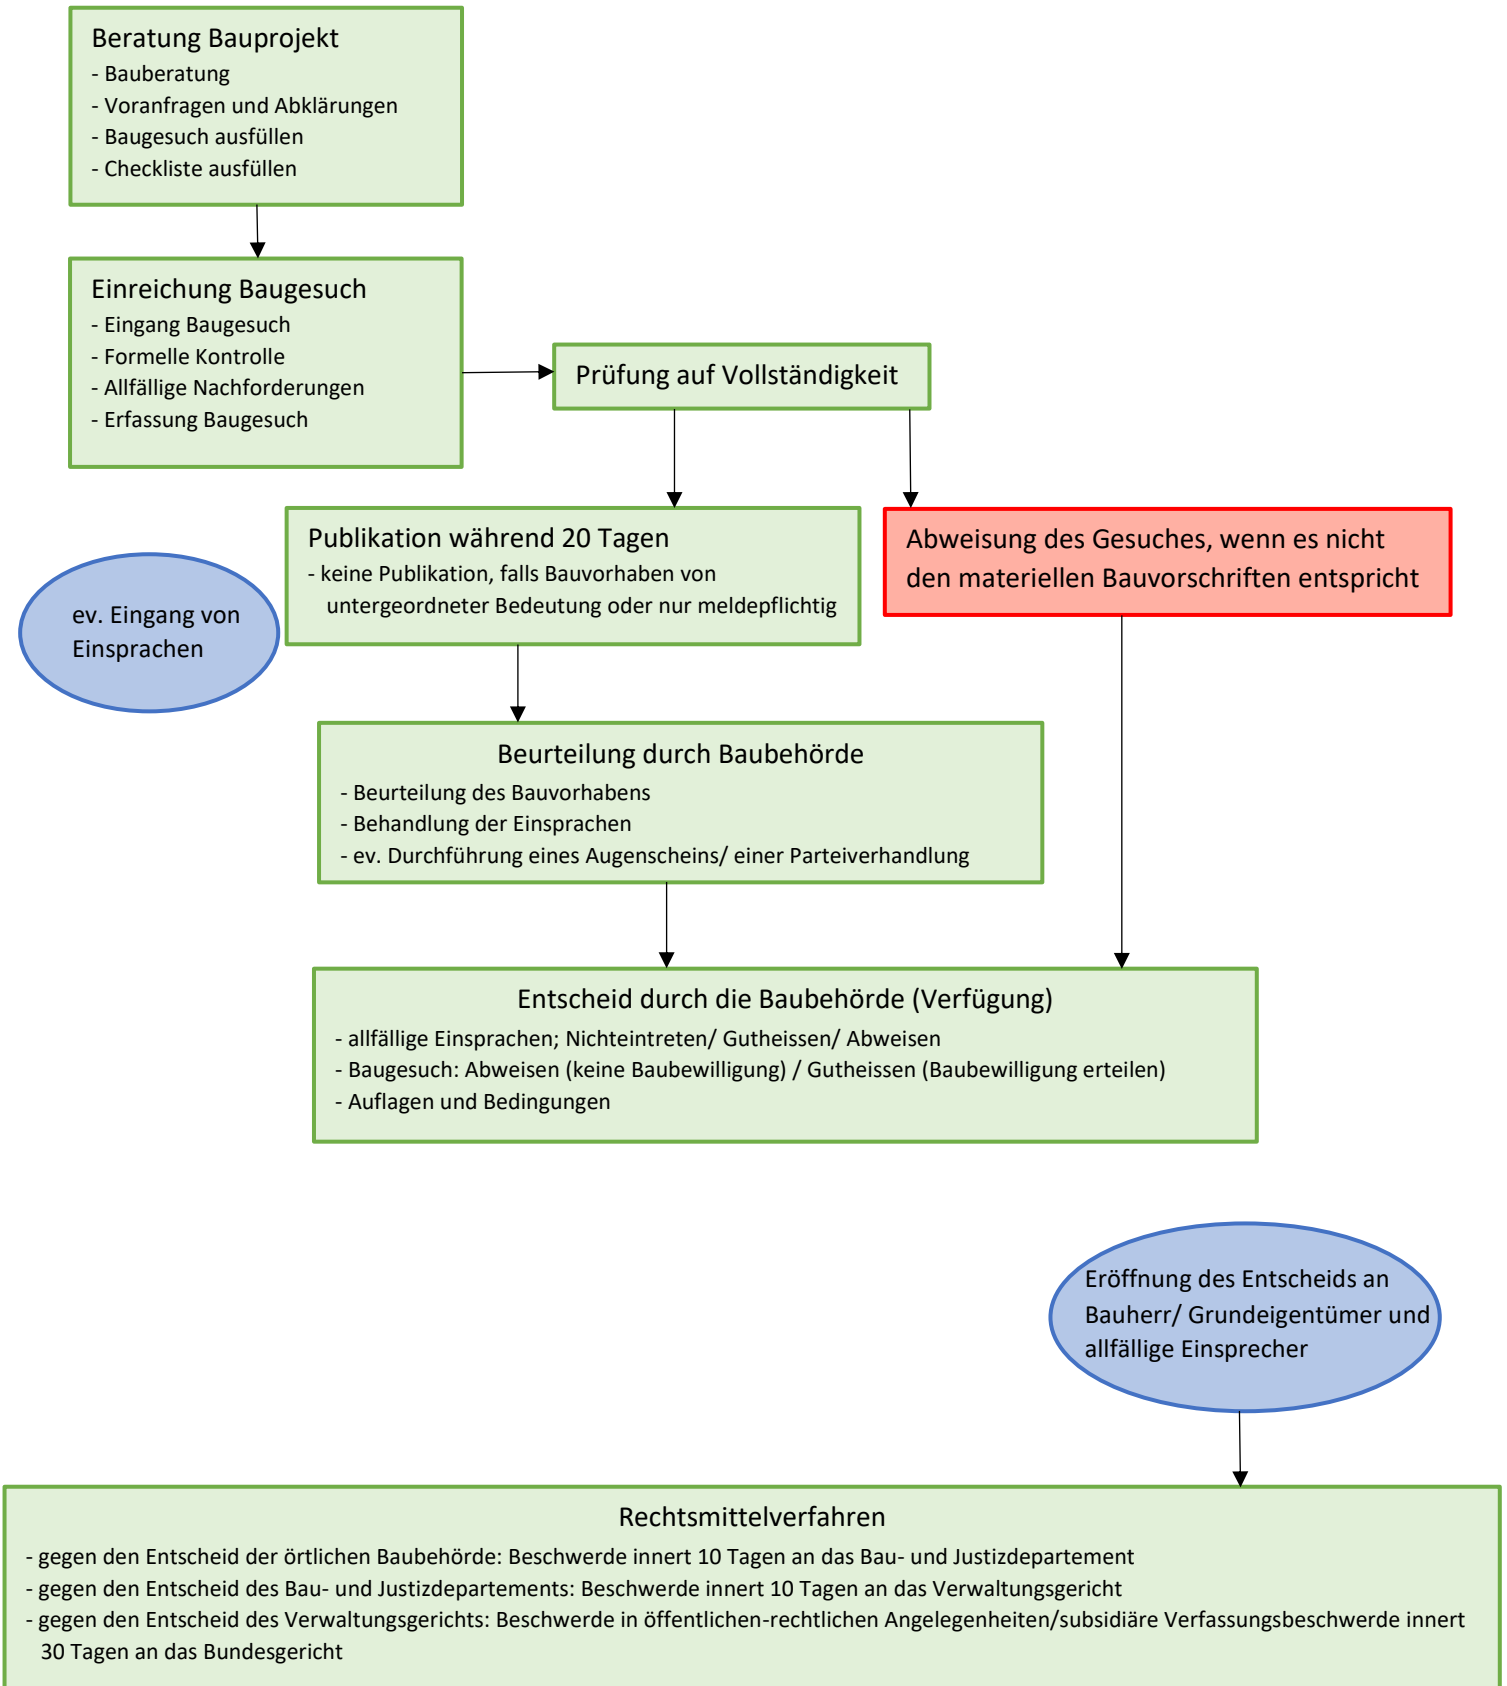 Beratung Bauprojekt
- Bauberatung
- Voranfragen und Abklärungen
- Baugesuch ausfüllen
- Checkliste ausfüllen
Einreichung Baugesuch
- Eingang Baugesuch
- Formelle Kontrolle
- Allfällige Nachforderungen
- Erfassung Baugesuch
Prüfung auf Vollständigkeit
Publikation während 20 Tagen
- keine Publikation, falls Bauvorhaben von
untergeordneter Bedeutung oder nur meldepflichtig
Abweisung des Gesuches, wenn es nicht
den materiellen Bauvorschriften entspricht
ev. Eingang von
Einsprachen
Beurteilung durch Baubehörde
- Beurteilung des Bauvorhabens
- Behandlung der Einsprachen
- ev. Durchführung eines Augenscheins/ einer Parteiverhandlung
Entscheid durch die Baubehörde (Verfügung)
- allfällige Einsprachen; Nichteintreten/ Gutheissen/ Abweisen
- Baugesuch: Abweisen (keine Baubewilligung) / Gutheissen (Baubewilligung erteilen)
- Auflagen und Bedingungen
Eröffnung des Entscheids an
Bauherr/ Grundeigentümer und
allfällige Einsprecher
Rechtsmittelverfahren
- gegen den Entscheid der örtlichen Baubehörde: Beschwerde innert 10 Tagen an das Bau- und Justizdepartement
- gegen den Entscheid des Bau- und Justizdepartements: Beschwerde innert 10 Tagen an das Verwaltungsgericht
- gegen den Entscheid des Verwaltungsgerichts: Beschwerde in öffentlichen-rechtlichen Angelegenheiten/subsidiäre Verfassungsbeschwerde innert
30 Tagen an das Bundesgericht